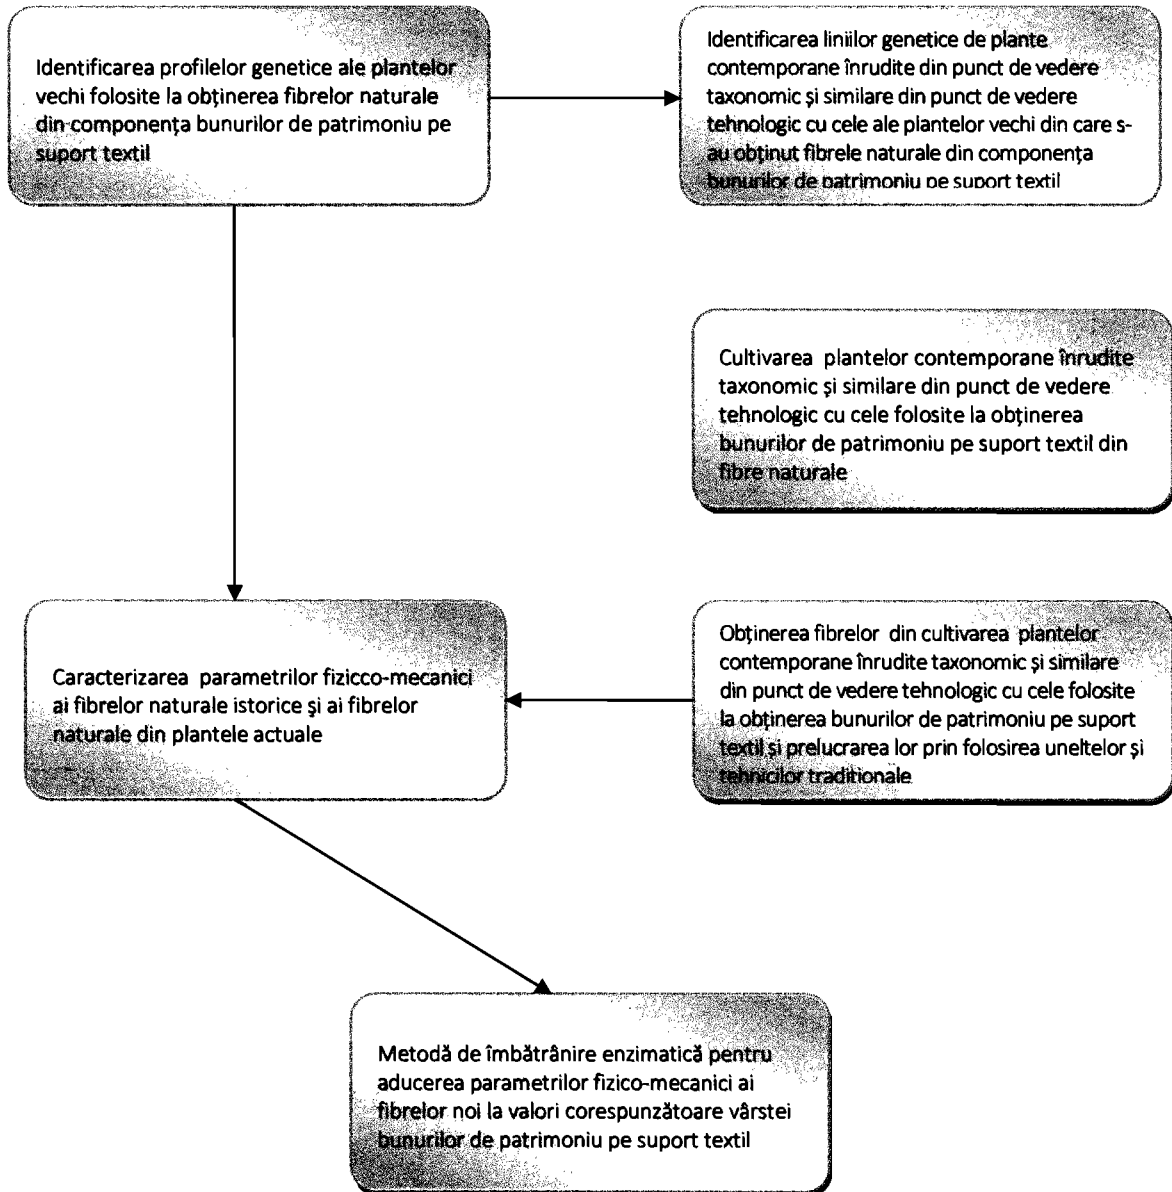 Identificarea profilelor genetice ale plantelor
vechi folosite la obținerea fibrelor naturale
din componența bunurilor de patrimoniu pe
suport textil
Identificarea liniilor genetice de plante
contemporane înrudite din punct de vedere
taxonomic și similare din punct de vedere
tehnologic cu cele ale plantelor vechi din care s-
au obținut fibrele naturale din componența
bunurilor de patrimoniu pe suport textil
Cultivarea plantelor contemporane înrudite
taxonomic și similare din punct de vedere
tehnologic cu cele folosite la obținerea
bunurilor de patrimoniu pe suport textil din
fibre naturale
Caracterizarea parametrilor fizicco-mecanici
ai fibrelor naturale istorice și ai fibrelor
naturale din plantele actuale
Obținerea fibrelor din cultivarea plantelor
contemporane înrudite taxonomic și similare
din punct de vedere tehnologic cu cele folosite
la obținerea bunurilor de patrimoniu pe suport
textil și prelucrarea lor prin folosirea uneltelor și
tehnicilor traditionale
Metodă de îmbătrânire enzimatică pentru
aducerea parametrilor fizico-mecanici ai
fibrelor noi la valori corespunzătoare vârstei
bunurilor de patrimoniu pe suport textil